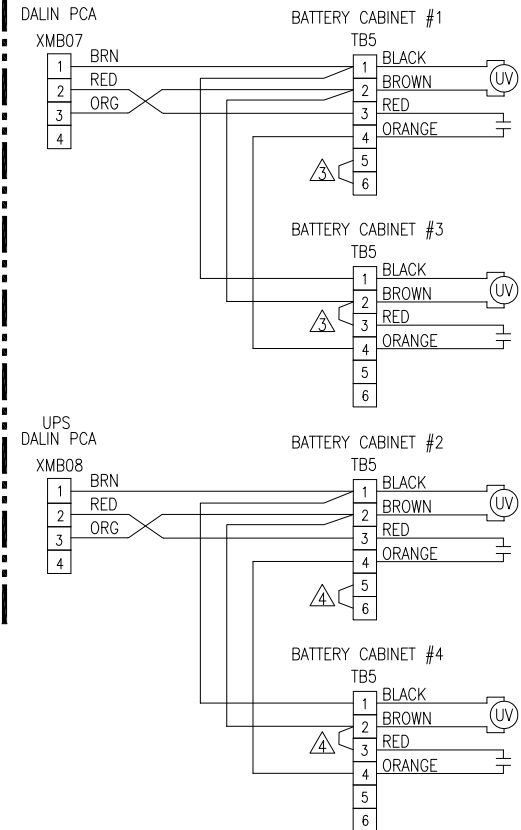 DALIN PCA
XMB07
1 BRN
2 RED
3 ORG
4
BATTERY CABINET #1
TB5
1 BLACK
2 BROWN
3 RED
4 ORANGE
5
6
UV
3
BATTERY CABINET #3
TB5
1 BLACK
2 BROWN
3 RED
4 ORANGE
5
6
UV
3
UPS
DALIN PCA
XMB08
1 BRN
2 RED
3 ORG
4
BATTERY CABINET #2
TB5
1 BLACK
2 BROWN
3 RED
4 ORANGE
5
6
UV
4
BATTERY CABINET #4
TB5
1 BLACK
2 BROWN
3 RED
4 ORANGE
5
6
UV
4